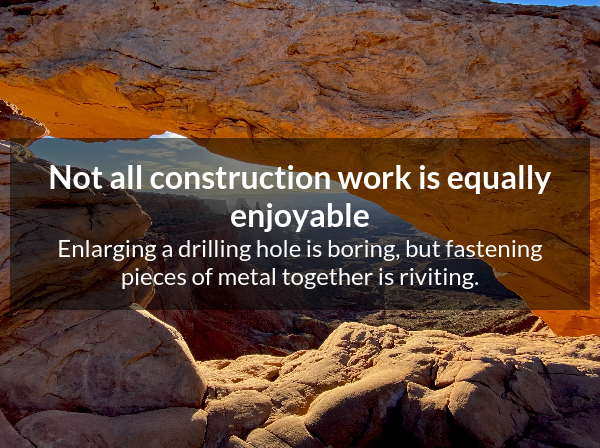 Not all construction work is equally
enjoyable
Enlarging a drilling hole is boring, but fastening
pieces of metal together is riviting.